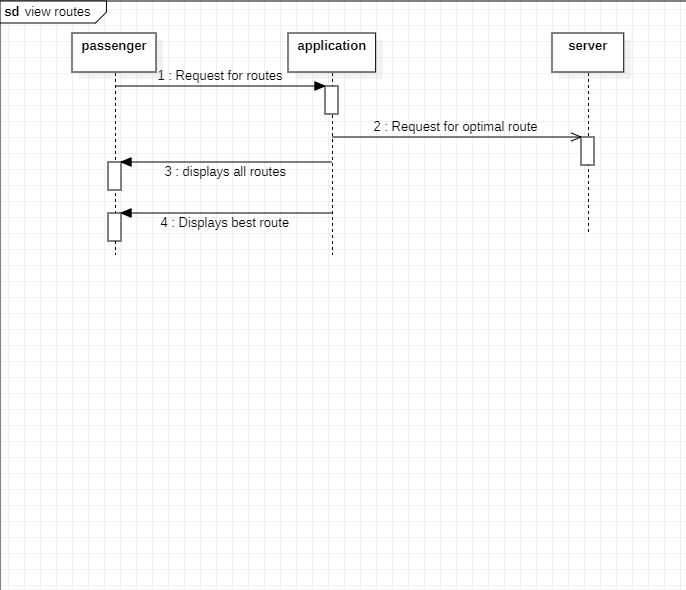 sd view routes
passenger
application
server
1 : Request for routes
2 : Request for optimal route
3 : displays all routes
4 : Displays best route